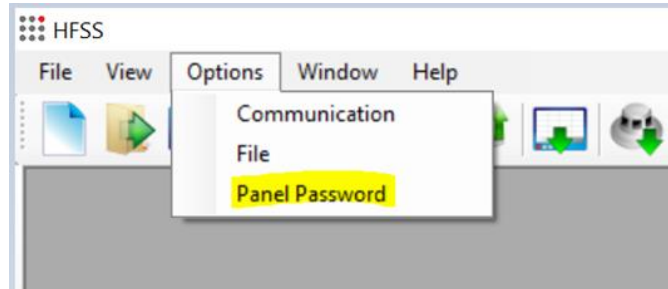 HFSS
File View Options Window Help
Communication
File
Panel Password